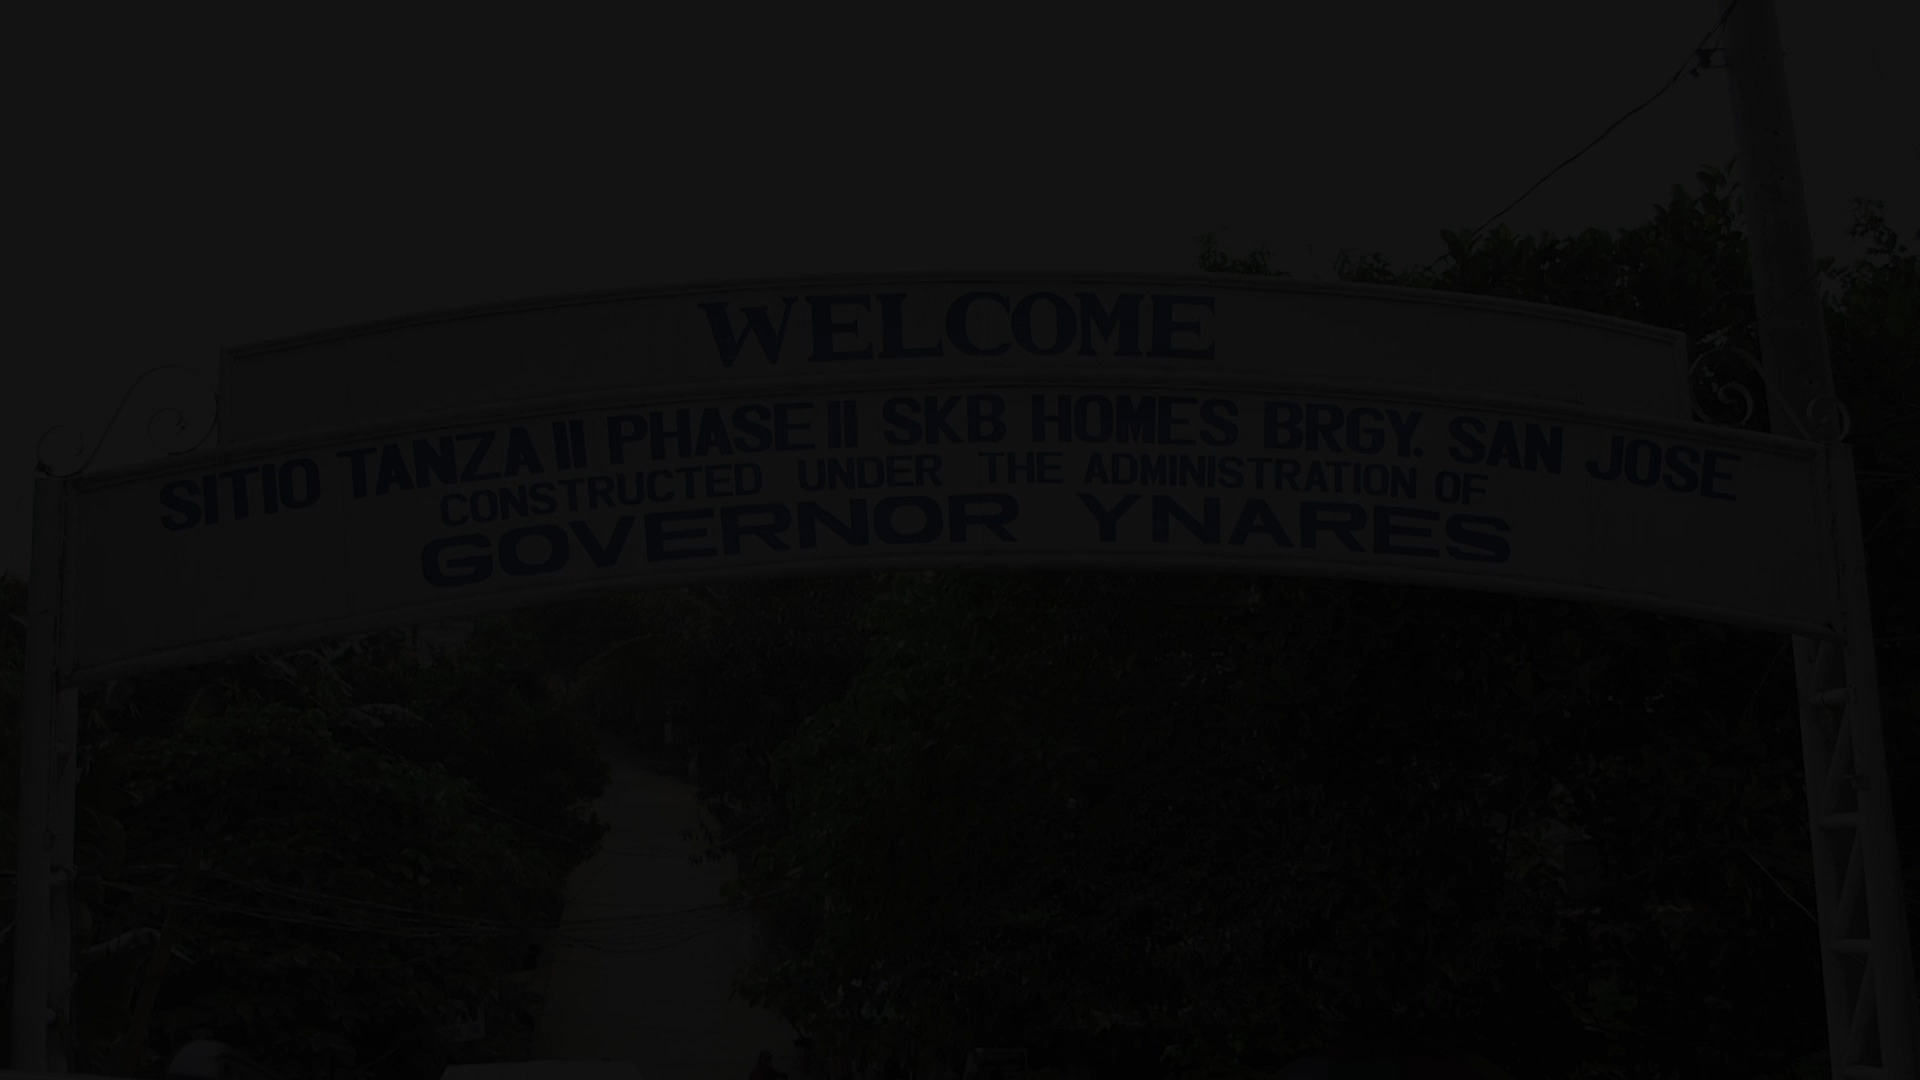 WELCOME
SITIO TANZA II PHASE II SKB HOMES BRGY. SAN JOSE
CONSTRUCTED UNDER THE ADMINISTRATION OF
GOVERNOR YNARES